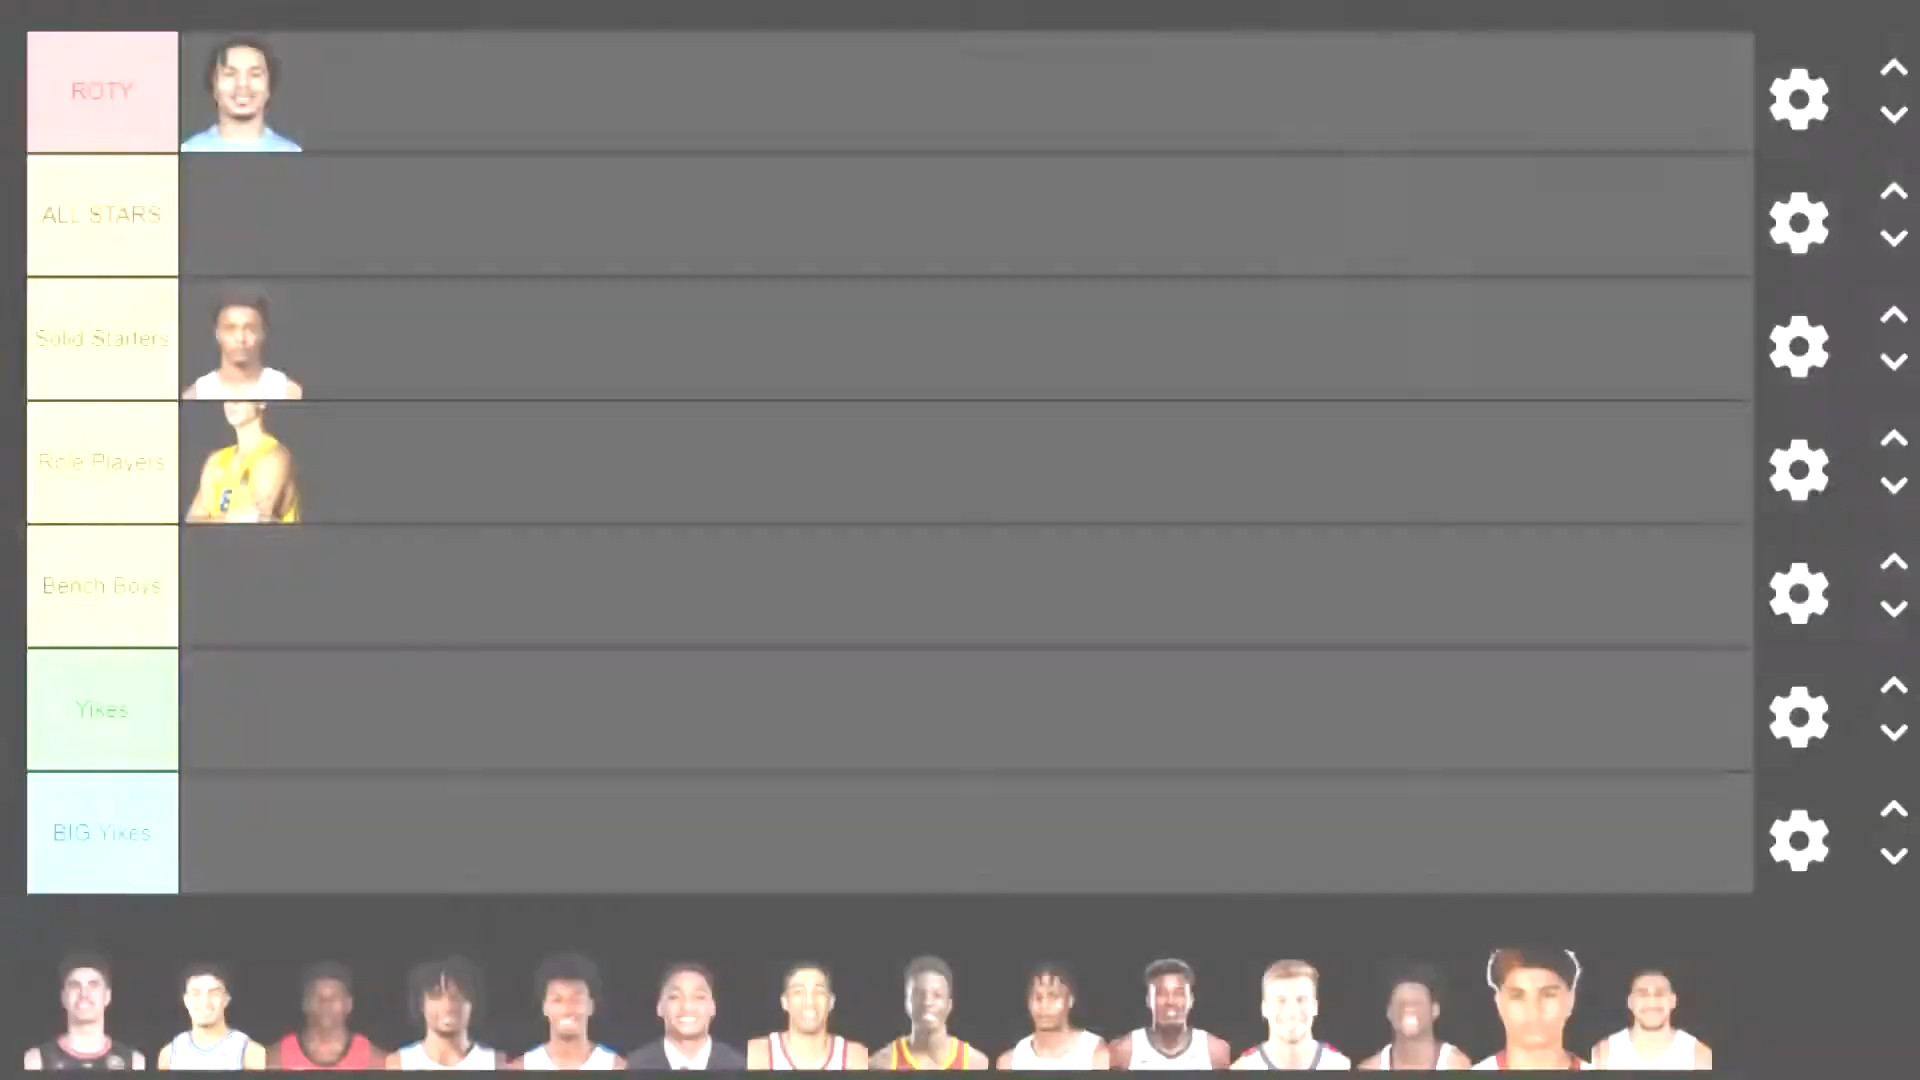 ROTY
ALL STARS
Solid Starters
Role Players
Bench Boys
Yikes
BIG Yikes